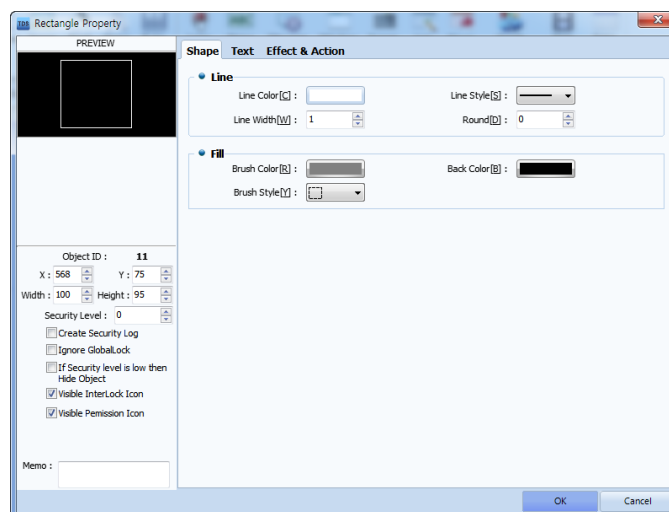 TDS Rectangle Property
PREVIEW
Object ID : 11
X : 568 Y : 75
Width : 100 Height : 95
Security Level : 0
Create Security Log
Ignore GlobalLock
If Security level is low then
Hide Object
Visible InterLock Icon
Visible Pemission Icon
Memo :
Shape Text Effect & Action
Line
Line Color[C] : Line Style[S] :
Line Width[W] : 1 Round[D] : 0
Fill
Brush Color[R] : Back Color[B] :
Brush Style[Y] :
OK Cancel